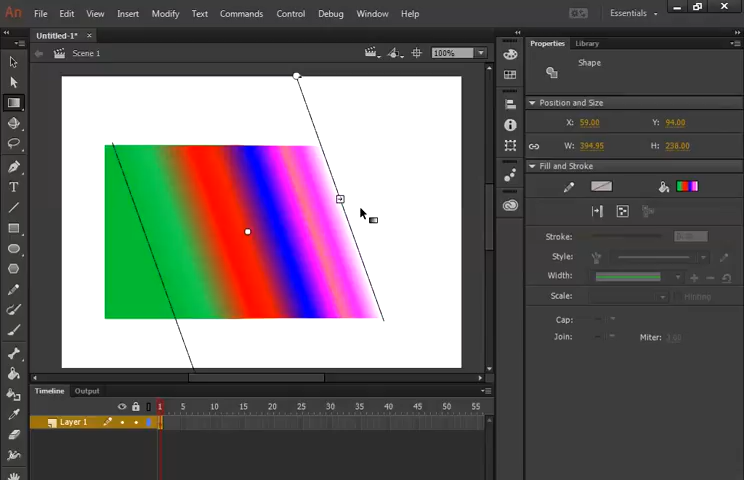 An File Edit View Insert Modify Text Commands Control Debug Window Help Essentials
Untitled-1* ×
Scene 1 100%
Properties Library
Shape
Position and Size
X: 59.00 Y: 94.00
W: 394.95 H: 238.00
Fill and Stroke
Stroke:
Style:
Width:
Scale: Hinting
Cap:
Join: Miter:
T
Timeline Output
1 5 10 15 20 25 30 35 40 45 50 55
Layer 1